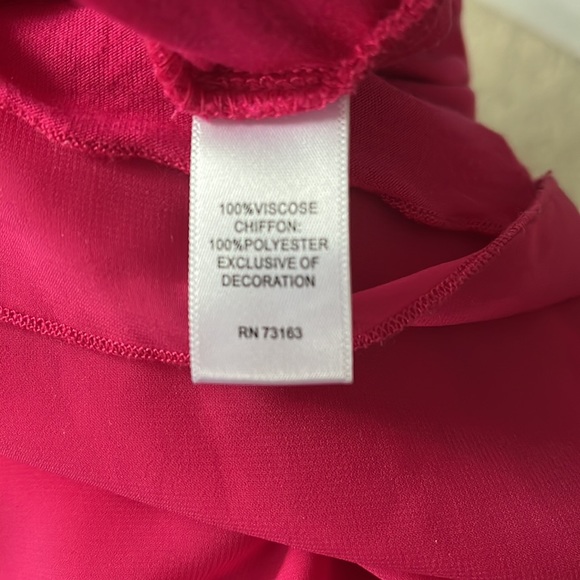 100%VISCOSE
CHIFFON:
100%POLYESTER
EXCLUSIVE OF
DECORATION
RN 73163